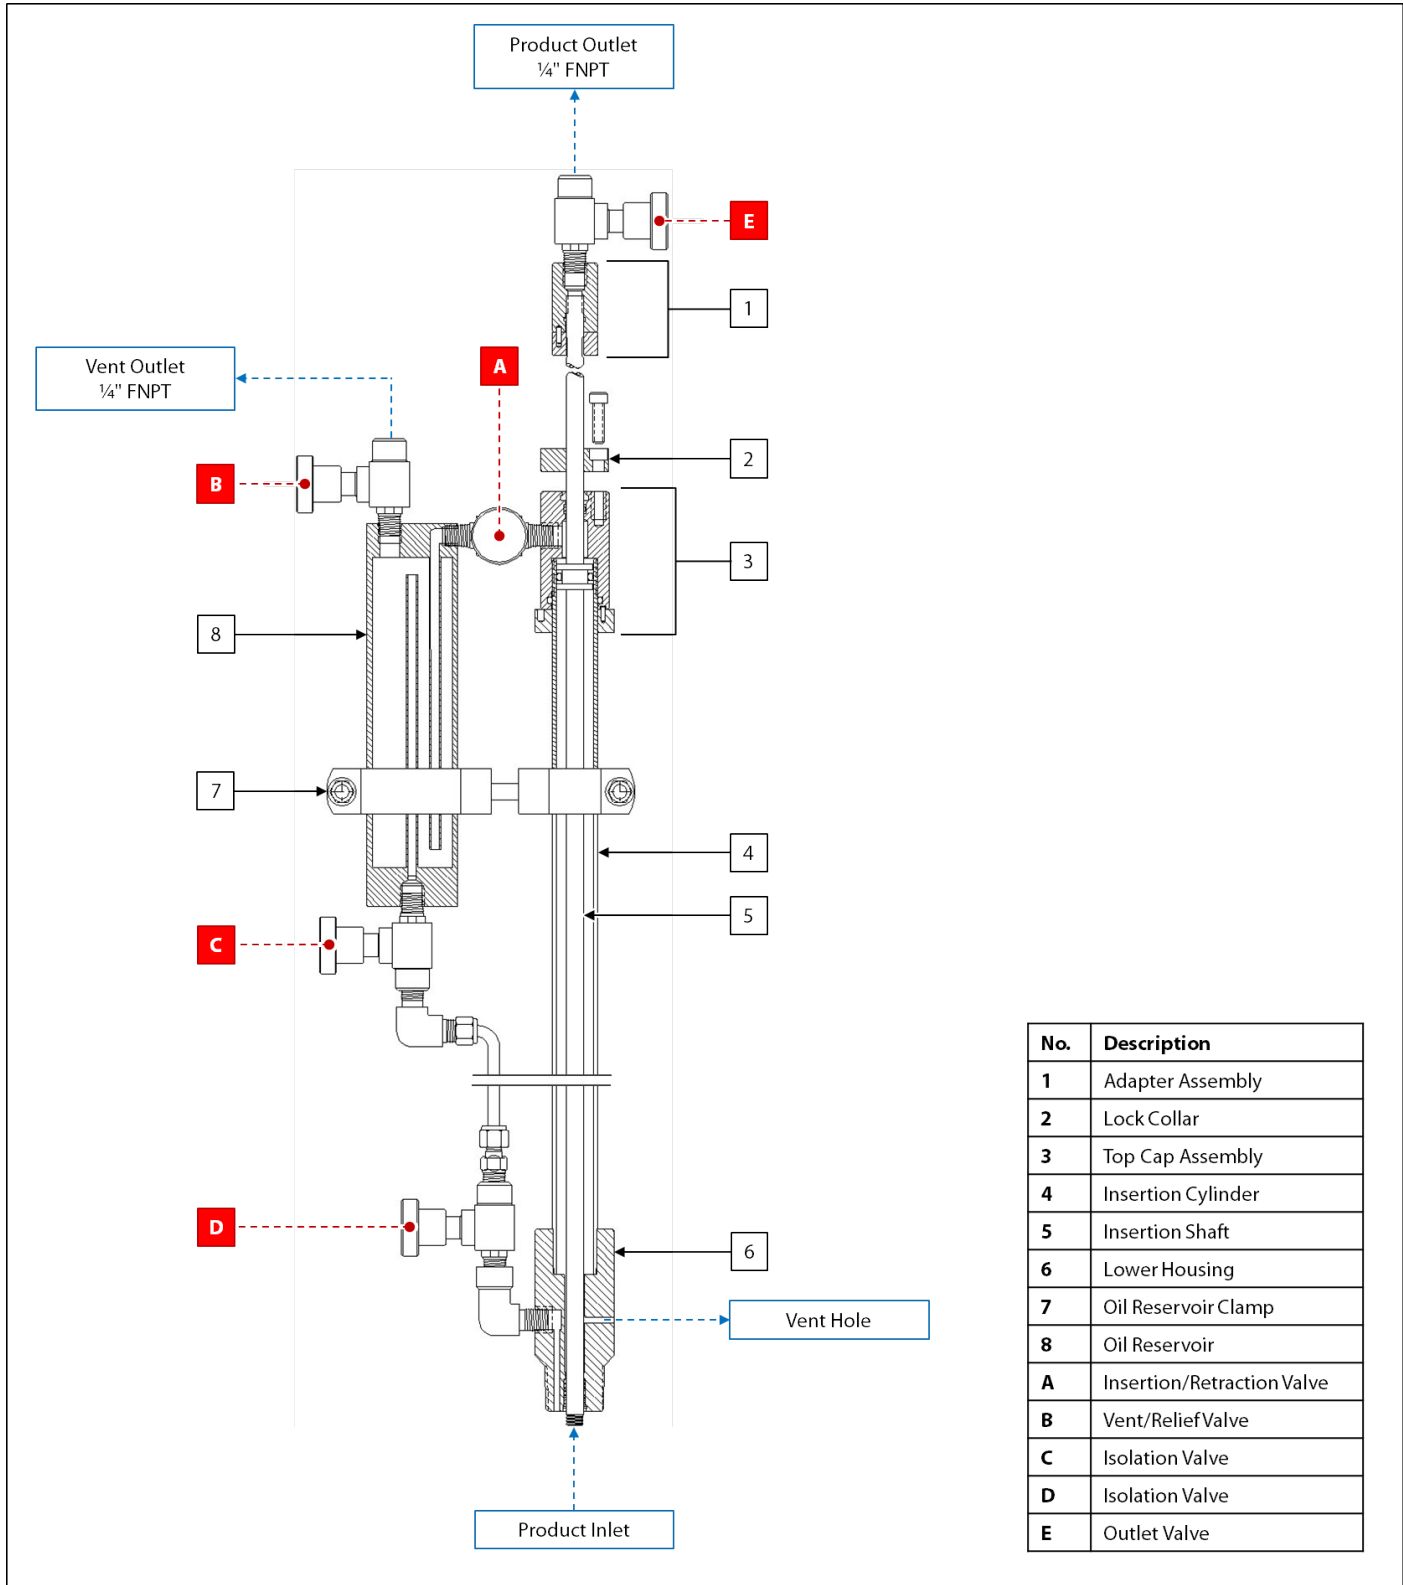 Product Outlet
¼" FNPT
E
1
Vent Outlet
¼" FNPT
A
2
B
3
8
7
4
5
C
D
6
Vent Hole
Product Inlet
No. Description
1 Adapter Assembly
2 Lock Collar
3 Top Cap Assembly
4 Insertion Cylinder
5 Insertion Shaft
6 Lower Housing
7 Oil Reservoir Clamp
8 Oil Reservoir
A Insertion/Retraction Valve
B Vent/Relief Valve
C Isolation Valve
D Isolation Valve
E Outlet Valve